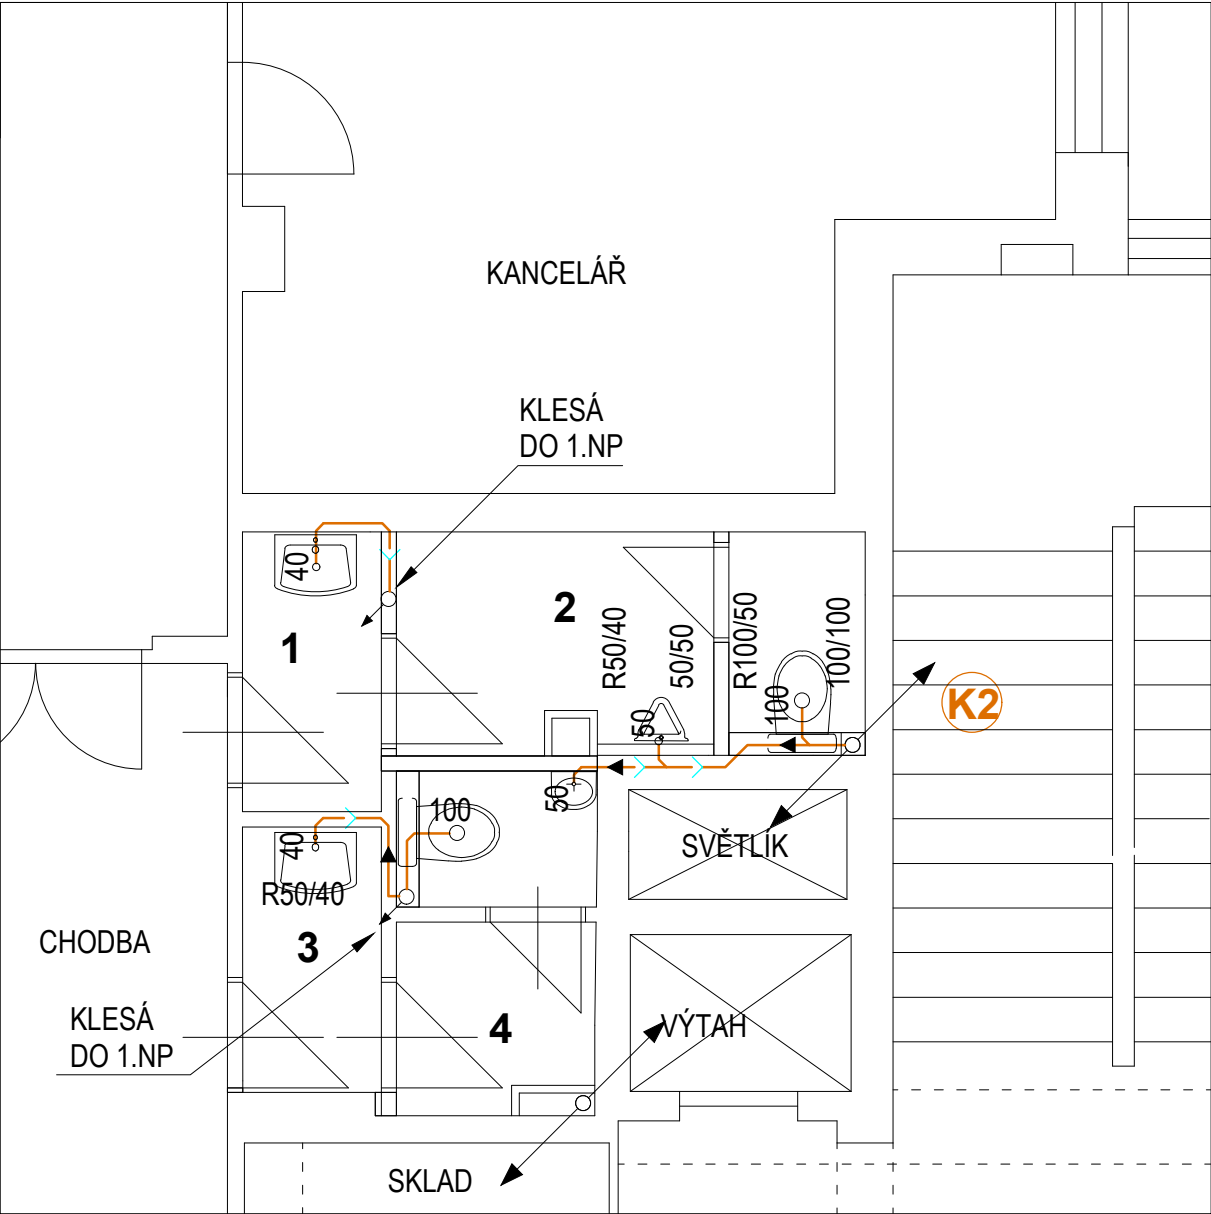 KANCELÁŘ
KLESÁ
DO 1.NP
40
1
2
R50/40
50/50
R100/50
100/100
100
50
K2
50
100
40
R50/40
SVĚTLÍK
CHODBA
3
KLESÁ
DO 1.NP
4
VÝTAH
SKLAD